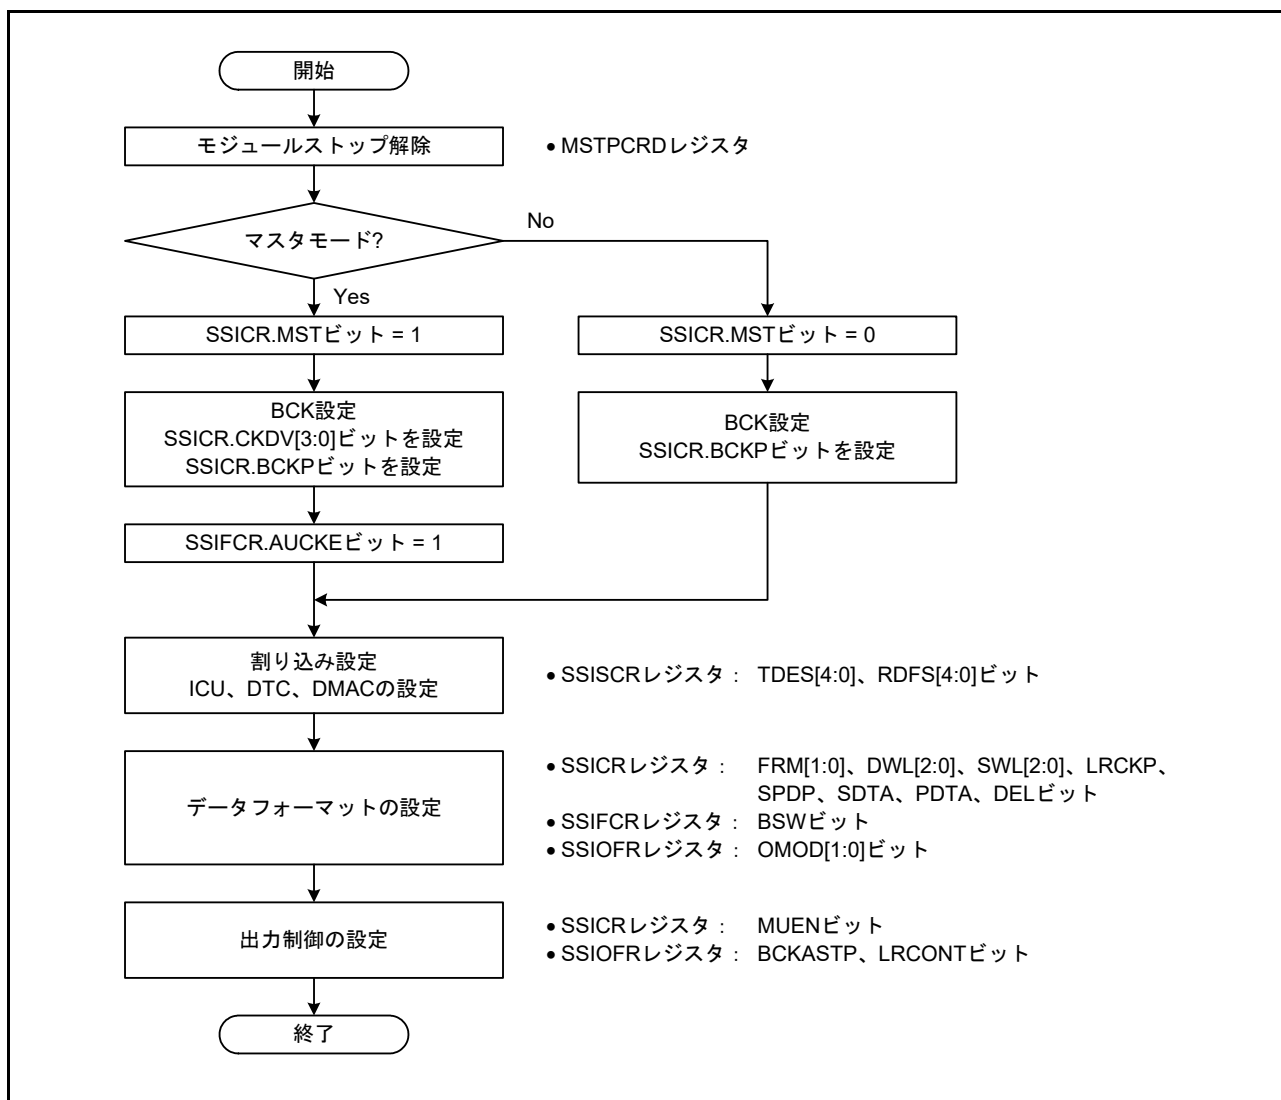 開始
モジュールストップ解除
• MSTPCRDレジスタ
マスタモード?
No
Yes
SSICR.MSTビット = 1
SSICR.MSTビット = 0
BCK設定
SSICR.CKDV[3:0]ビットを設定
SSICR.BCKPビットを設定
BCK設定
SSICR.BCKPビットを設定
SSIFCR.AUCKEビット = 1
割り込み設定
ICU、DTC、DMACの設定
• SSISCRレジスタ : TDES[4:0]、RDFS[4:0]ビット
データフォーマットの設定
• SSICRレジスタ : FRM[1:0]、DWL[2:0]、SWL[2:0]、LRCKP、
SPDP、SDTA、PDTA、DELビット
• SSIFCRレジスタ : BSWビット
• SSIOFRレジスタ : OMOD[1:0]ビット
出力制御の設定
• SSICRレジスタ : MUENビット
• SSIOFRレジスタ : BCKASTP、LRCONTビット
終了